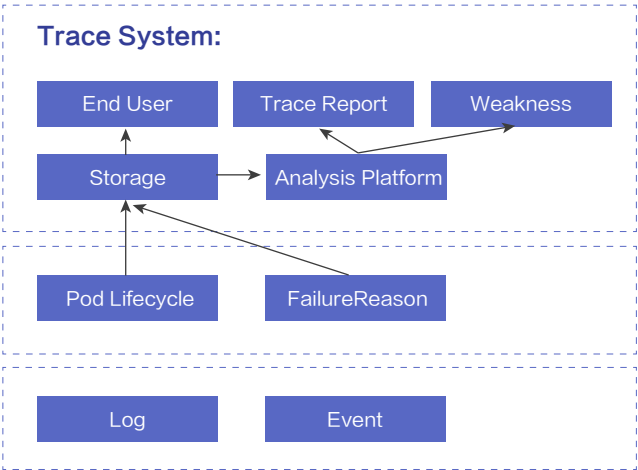 Trace System:
End User
Trace Report
Weakness
Storage
Analysis Platform
Pod Lifecycle
FailureReason
Log
Event